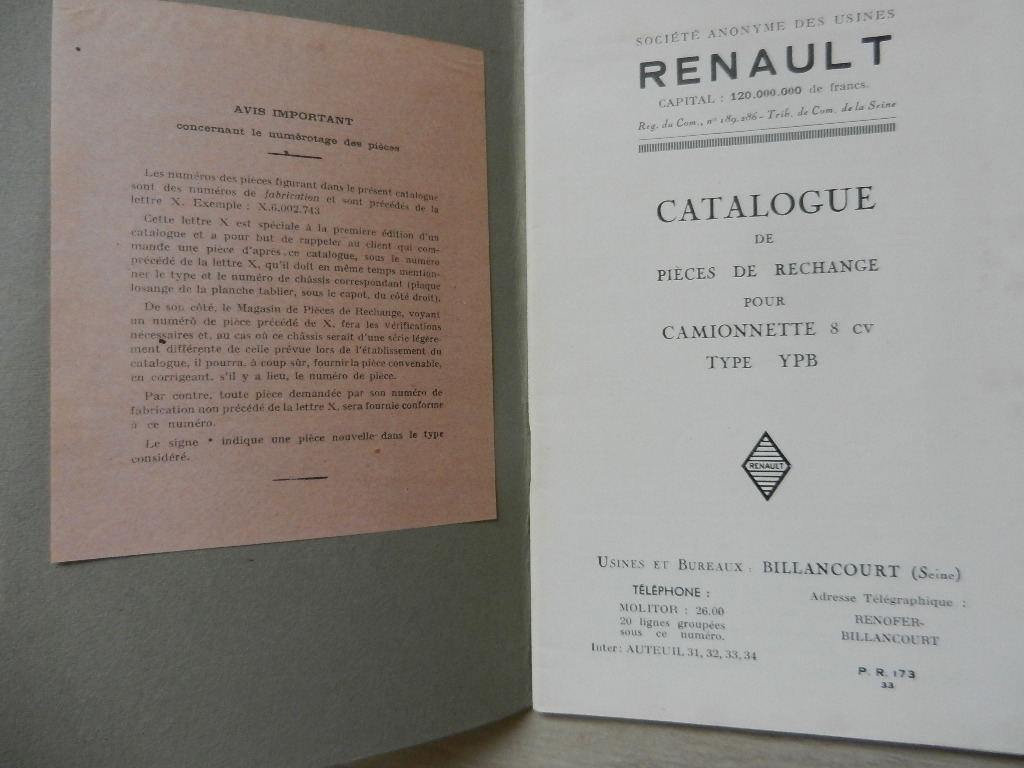 AVIS IMPORTANT
concernant le numérotage des pièces
Les numéros des pièces figurant dans le présent catalogue
sont des numéros de fabrication et sont précédés de la
lettre X. Exemple : X.6.002.743
Cette lettre X est spéciale à la première édition d'un
catalogue et a pour but de rappeler au client qui com-
mande une pièce d'après ce catalogue, sous le numéro
précédé de la lettre X, qu'il doit en même temps mention-
ner le type et le numéro de châssis correspondant (plaque
losange de la planche tablier, sous le capot, du côté droit).
De son côté, le Magasin de Pièces de Rechange, voyant
un numéro de pièce précédé de X, fera les vérifications
nécessaires et, au cas où ce châssis serait d'une série légère-
ment différente de celle prévue lors de l'établissement du
catalogue, il pourra, à coup sûr, fournir la pièce convenable,
en corrigeant, s'il y a lieu, le numéro de pièce.
Par contre, toute pièce demandée par son numéro de
fabrication non précédé de la lettre X, sera fournie conforme
à ce numéro.
Le signe * indique une pièce nouvelle dans le type
considéré.
SOCIÉTÉ ANONYME DES USINES
RENAULT
CAPITAL : 120.000.000 de francs.
Reg. du Com., nº 189.286 - Trib. de Com. de la Seine
CATALOGUE
DE
PIÈCES DE RECHANGE
POUR
CAMIONNETTE 8 CV
TYPE YPB
RENAULT
USINES ET BUREAUX : BILLANCOURT (Seine)
TÉLÉPHONE :
MOLITOR : 26.00
20 lignes groupées
sous ce numéro.
Inter : AUTEUIL 31, 32, 33, 34
Adresse Télégraphique :
RENOFER-
BILLANCOURT
P. R. 173
33